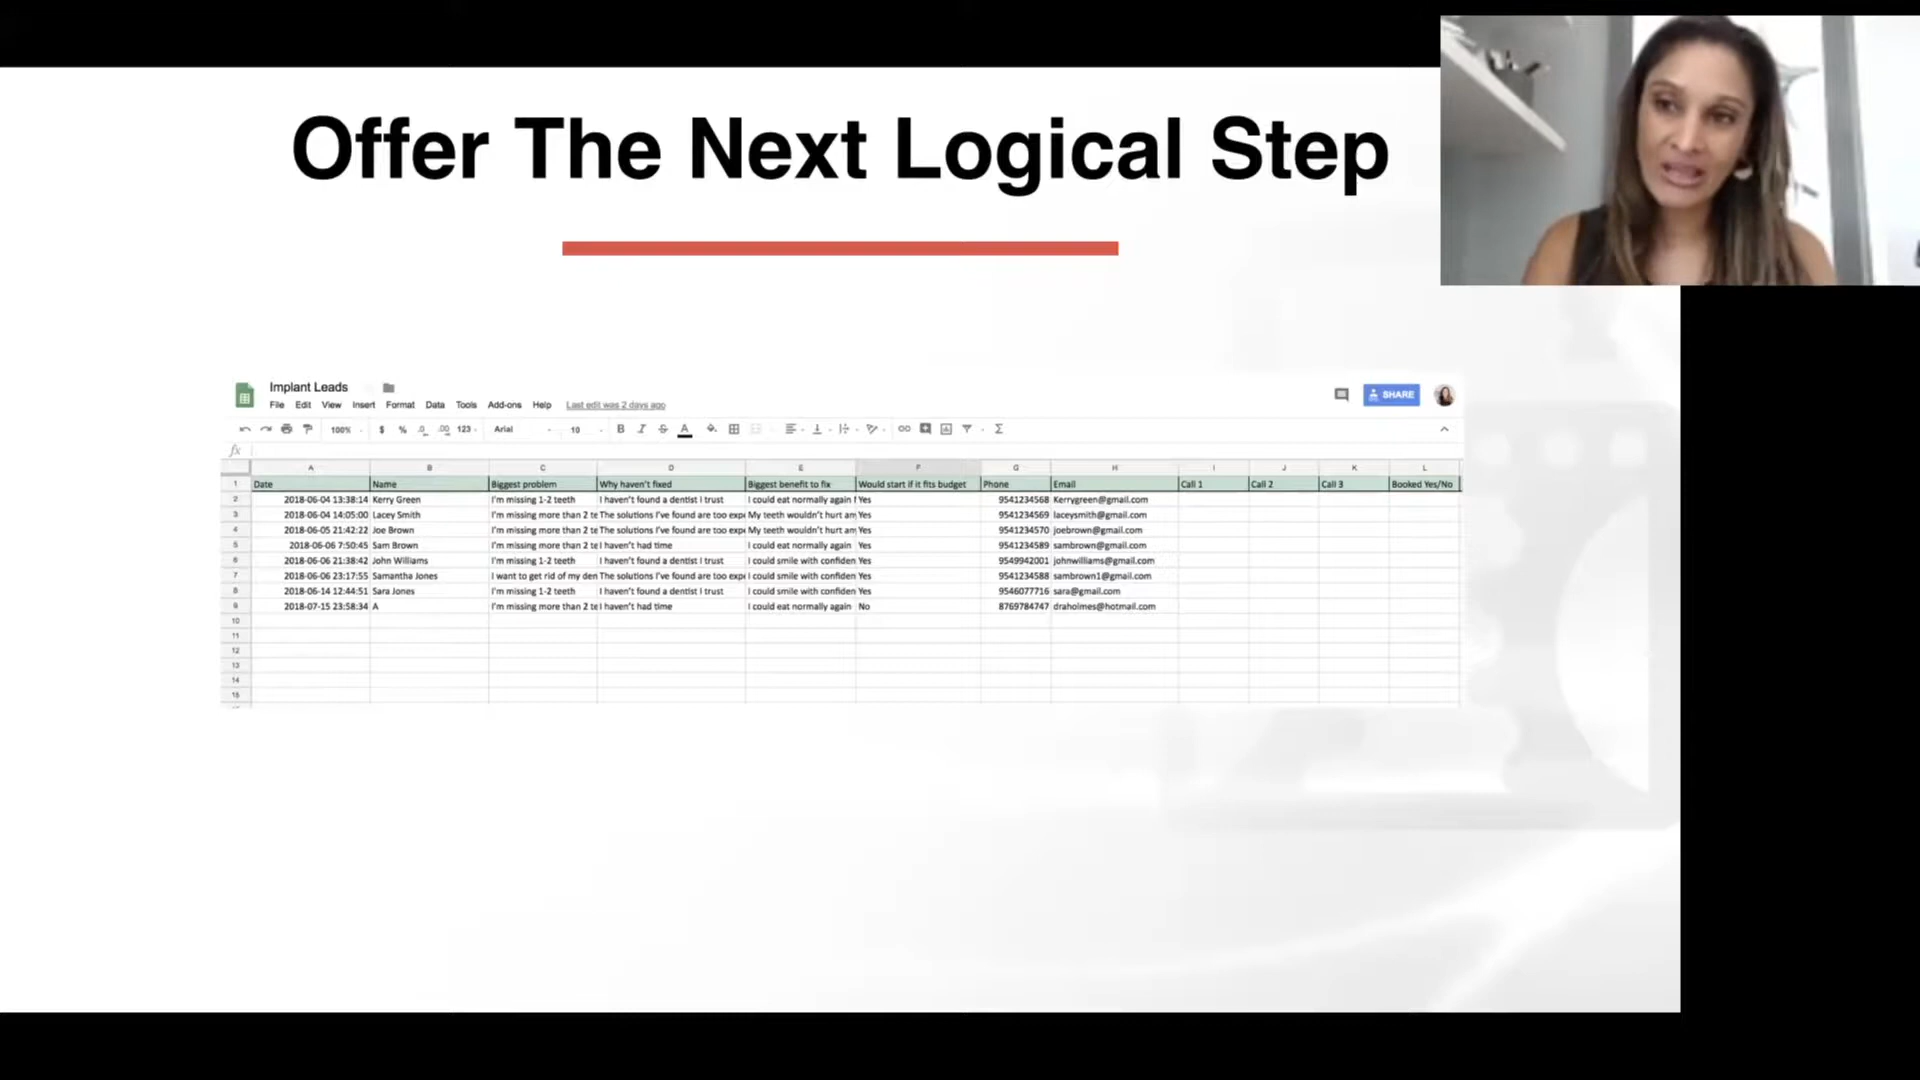 Offer The Next Logical Step
Implant Leads
File Edit View Insert Format Data Tools Add-ons Help Last edit was 2 days ago
SHARE
100% $ % .0 .00 123 Arial 10 B I S A Σ
fx
A B C D E F G H I J K L
1 Date Name Biggest problem Why haven't fixed Biggest benefit to fix Would start if it fits budget Phone Email Call 1 Call 2 Call 3 Booked Yes/No
2 2018-06-04 13:38:14 Kerry Green I'm missing 1-2 teeth I haven't found a dentist I trust I could eat normally again Yes 9541234568 Kerrygreen@gmail.com
3 2018-06-04 14:05:00 Lacey Smith I'm missing more than 2 te The solutions I've found are too expe My teeth wouldn't hurt an Yes 9541234569 laceysmith@gmail.com
4 2018-06-05 21:42:22 Joe Brown I'm missing more than 2 te The solutions I've found are too expe My teeth wouldn't hurt an Yes 9541234570 joebrown@gmail.com
5 2018-06-06 7:50:45 Sam Brown I'm missing more than 2 te I haven't had time I could eat normally again Yes 9541234589 sambrown@gmail.com
6 2018-06-06 21:38:42 John Williams I'm missing 1-2 teeth I haven't found a dentist I trust I could smile with confiden Yes 9549942001 johnwilliams@gmail.com
7 2018-06-06 23:17:55 Samantha Jones I want to get rid of my den The solutions I've found are too expe I could smile with confiden Yes 9541234588 sambrown1@gmail.com
8 2018-06-14 12:44:51 Sara Jones I'm missing 1-2 teeth I haven't found a dentist I trust I could smile with confiden Yes 9546077716 sara@gmail.com
9 2018-07-15 23:58:34 A I'm missing more than 2 te I haven't had time I could eat normally again No 8769784747 draholmes@hotmail.com
10
11
12
13
14
15